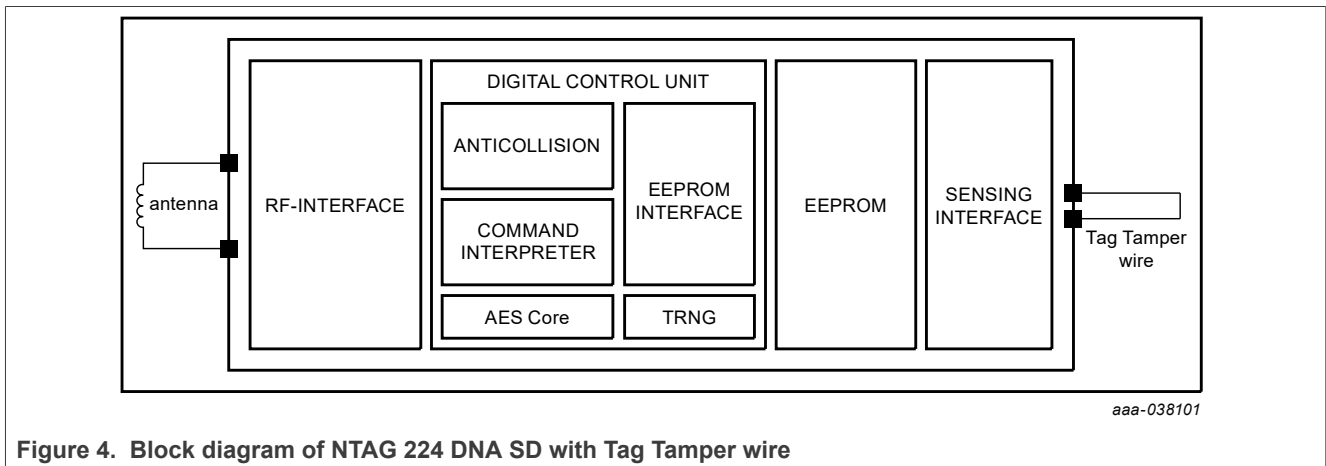 DIGITAL CONTROL UNIT
ANTICOLLISION
antenna
RF-INTERFACE
EEPROM
INTERFACE
EEPROM
SENSING
INTERFACE
COMMAND
INTERPRETER
Tag Tamper
wire
AES Core
TRNG
aaa-038101
Figure 4. Block diagram of NTAG 224 DNA SD with Tag Tamper wire